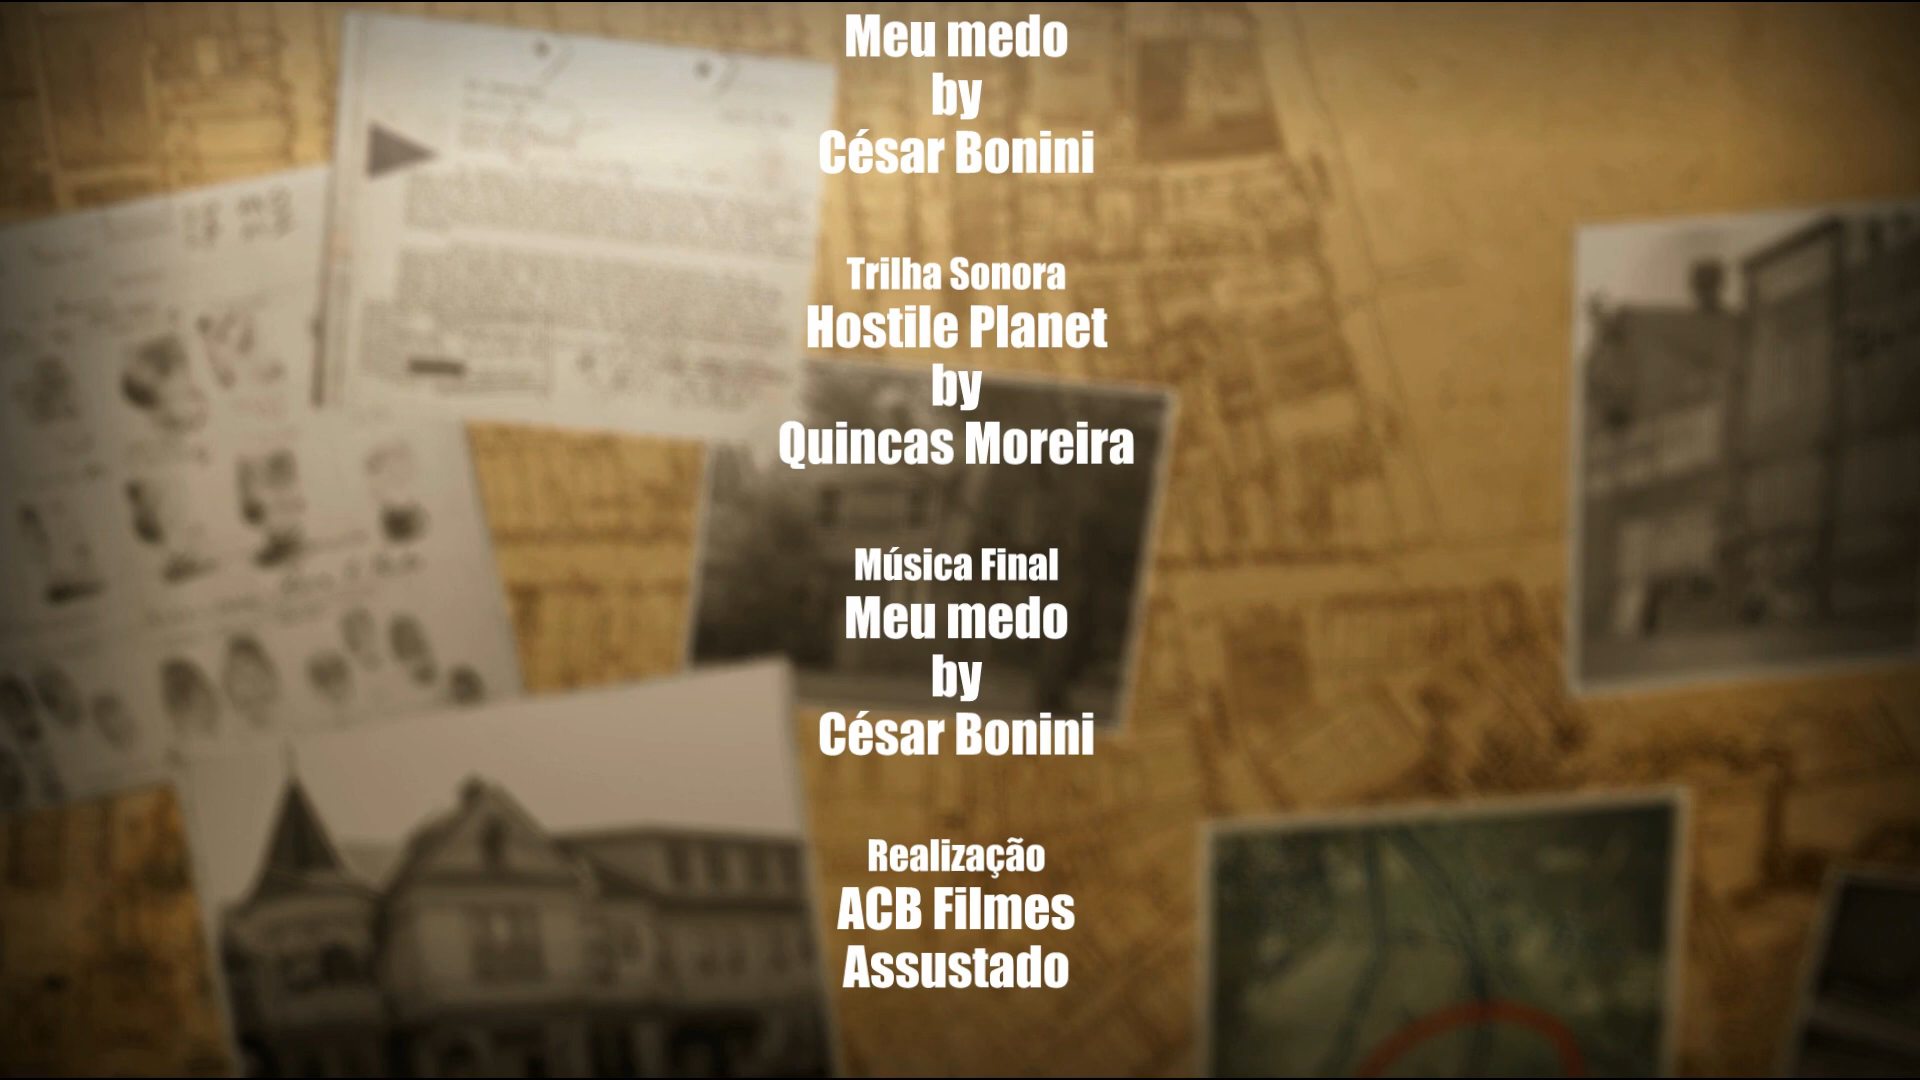 Meu medo
by
César Bonini
Trilha Sonora
Hostile Planet
by
Quincas Moreira
Música Final
Meu medo
by
César Bonini
Realização
ACB Filmes
Assustado